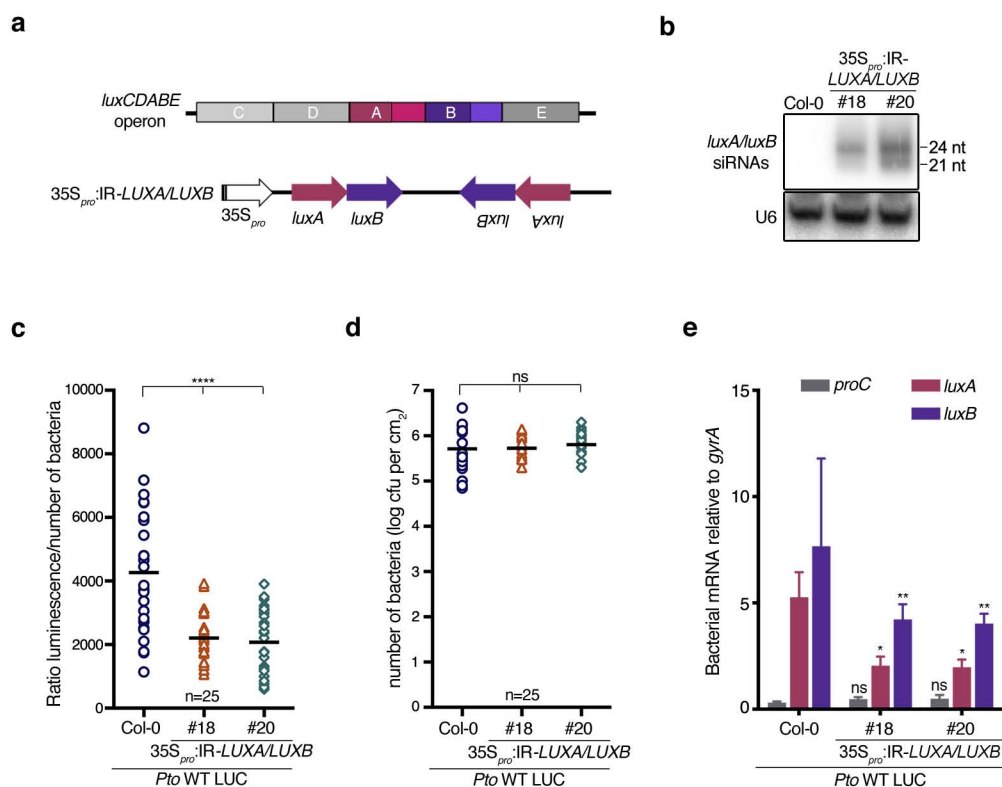 a
luxCDABE
operon
C D A B E
35Spro:IR-LUXA/LUXB
35Spro
luxA luxB luxB luxA
b
35Spro:IR-
LUXA/LUXB
Col-0 #18 #20
luxA/luxB
siRNAs
24 nt
21 nt
U6
c
Ratio luminescence/number of bacteria
10000
8000
6000
4000
2000
0
****
n=25
Col-0 #18 #20
35Spro:IR-LUXA/LUXB
Pto WT LUC
d
number of bacteria (log cfu per cm2)
7
6
5
4
3
2
1
0
ns
n=25
Col-0 #18 #20
35Spro:IR-LUXA/LUXB
Pto WT LUC
e
Bacterial mRNA relative to gyrA
15
10
5
0
proC luxA
luxB
ns * ** ns * **
Col-0 #18 #20
35Spro:IR-LUXA/LUXB
Pto WT LUC